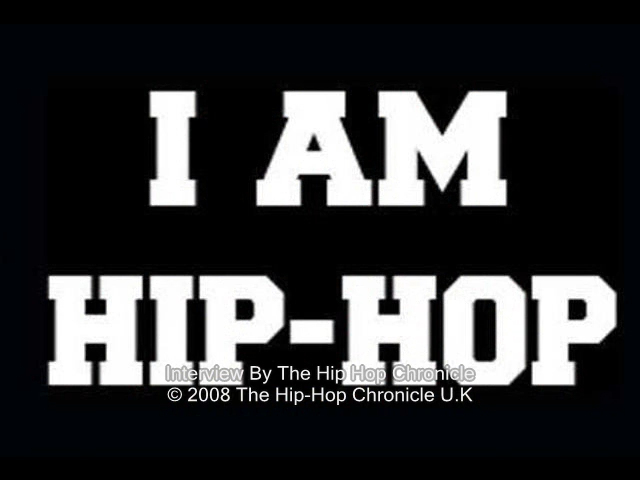 I AM
HIP-HOP
Interview By The Hip Hop Chronicle
© 2008 The Hip-Hop Chronicle U.K